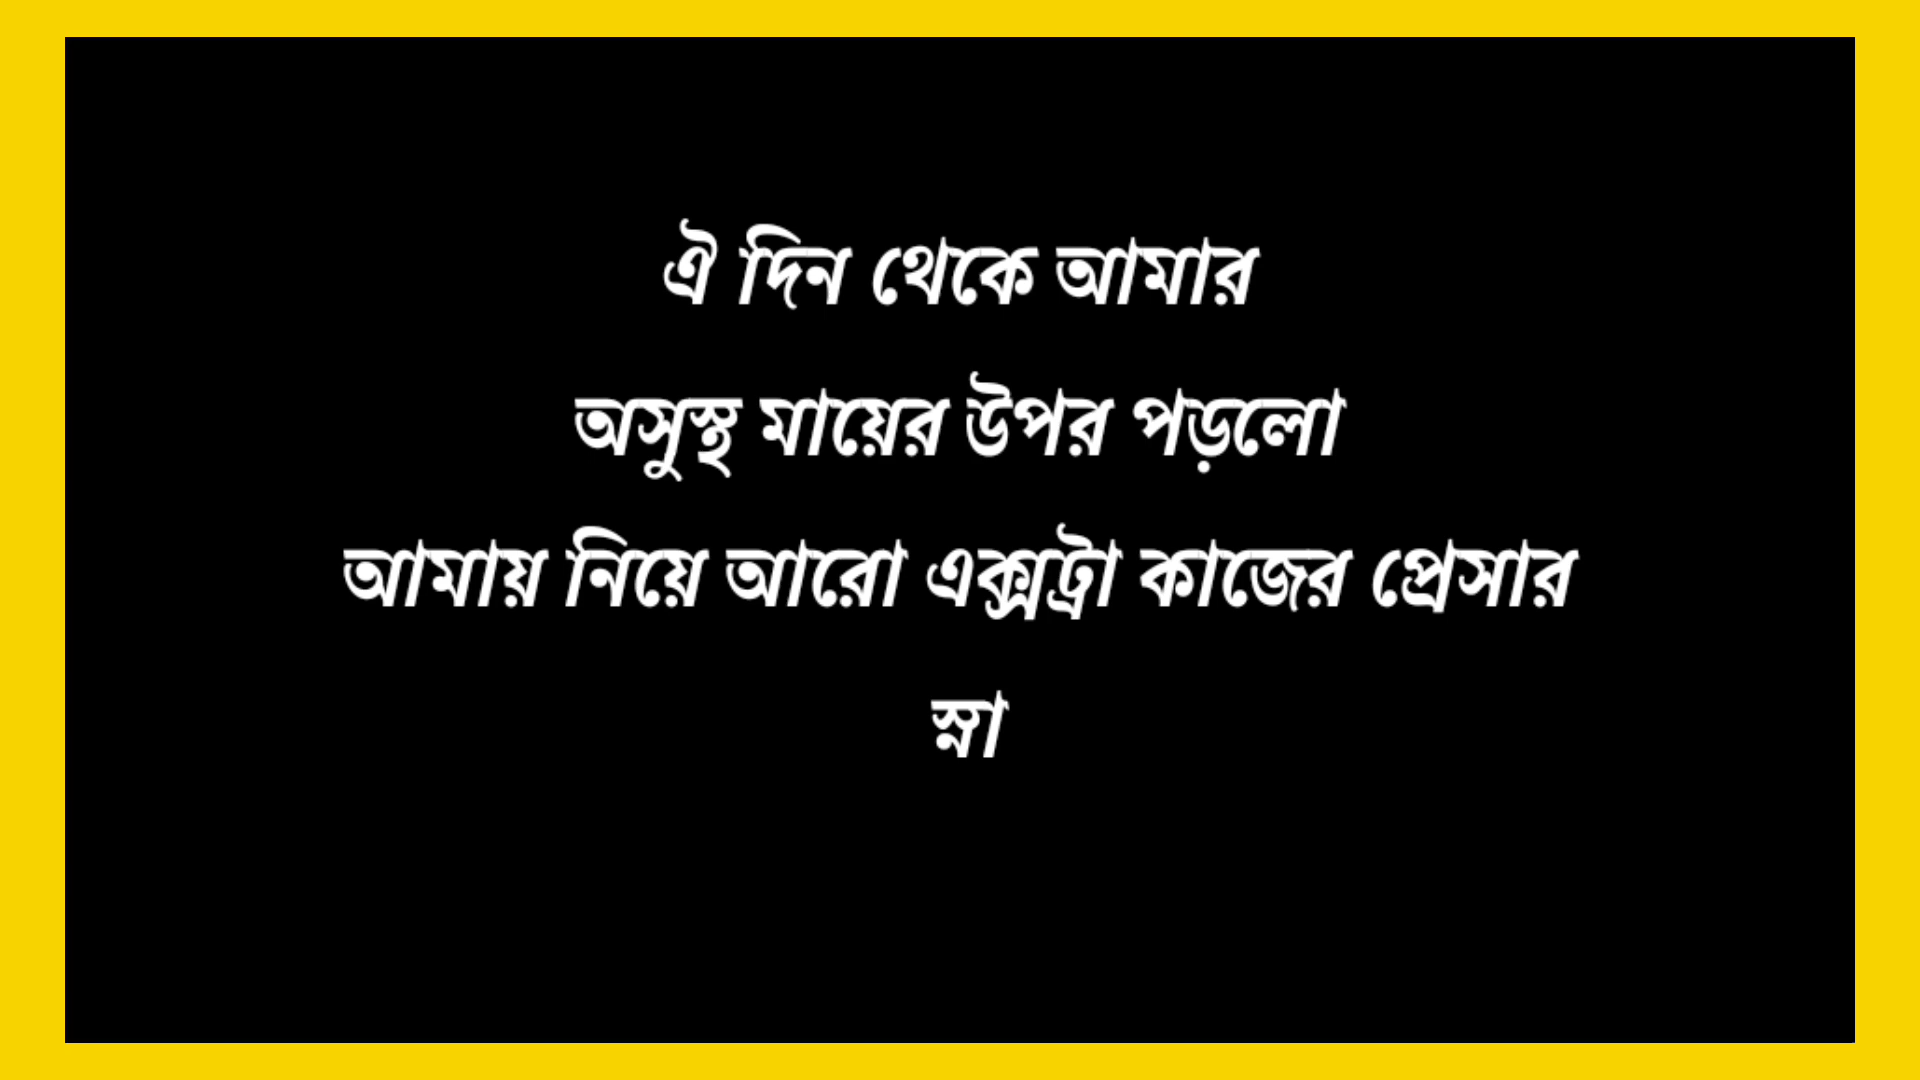 ঐ দিন থেকে আমার
অসুস্থ মায়ের উপর পড়লো
আমায় নিয়ে আরো এক্সট্রা কাজের প্রেসার
স্না